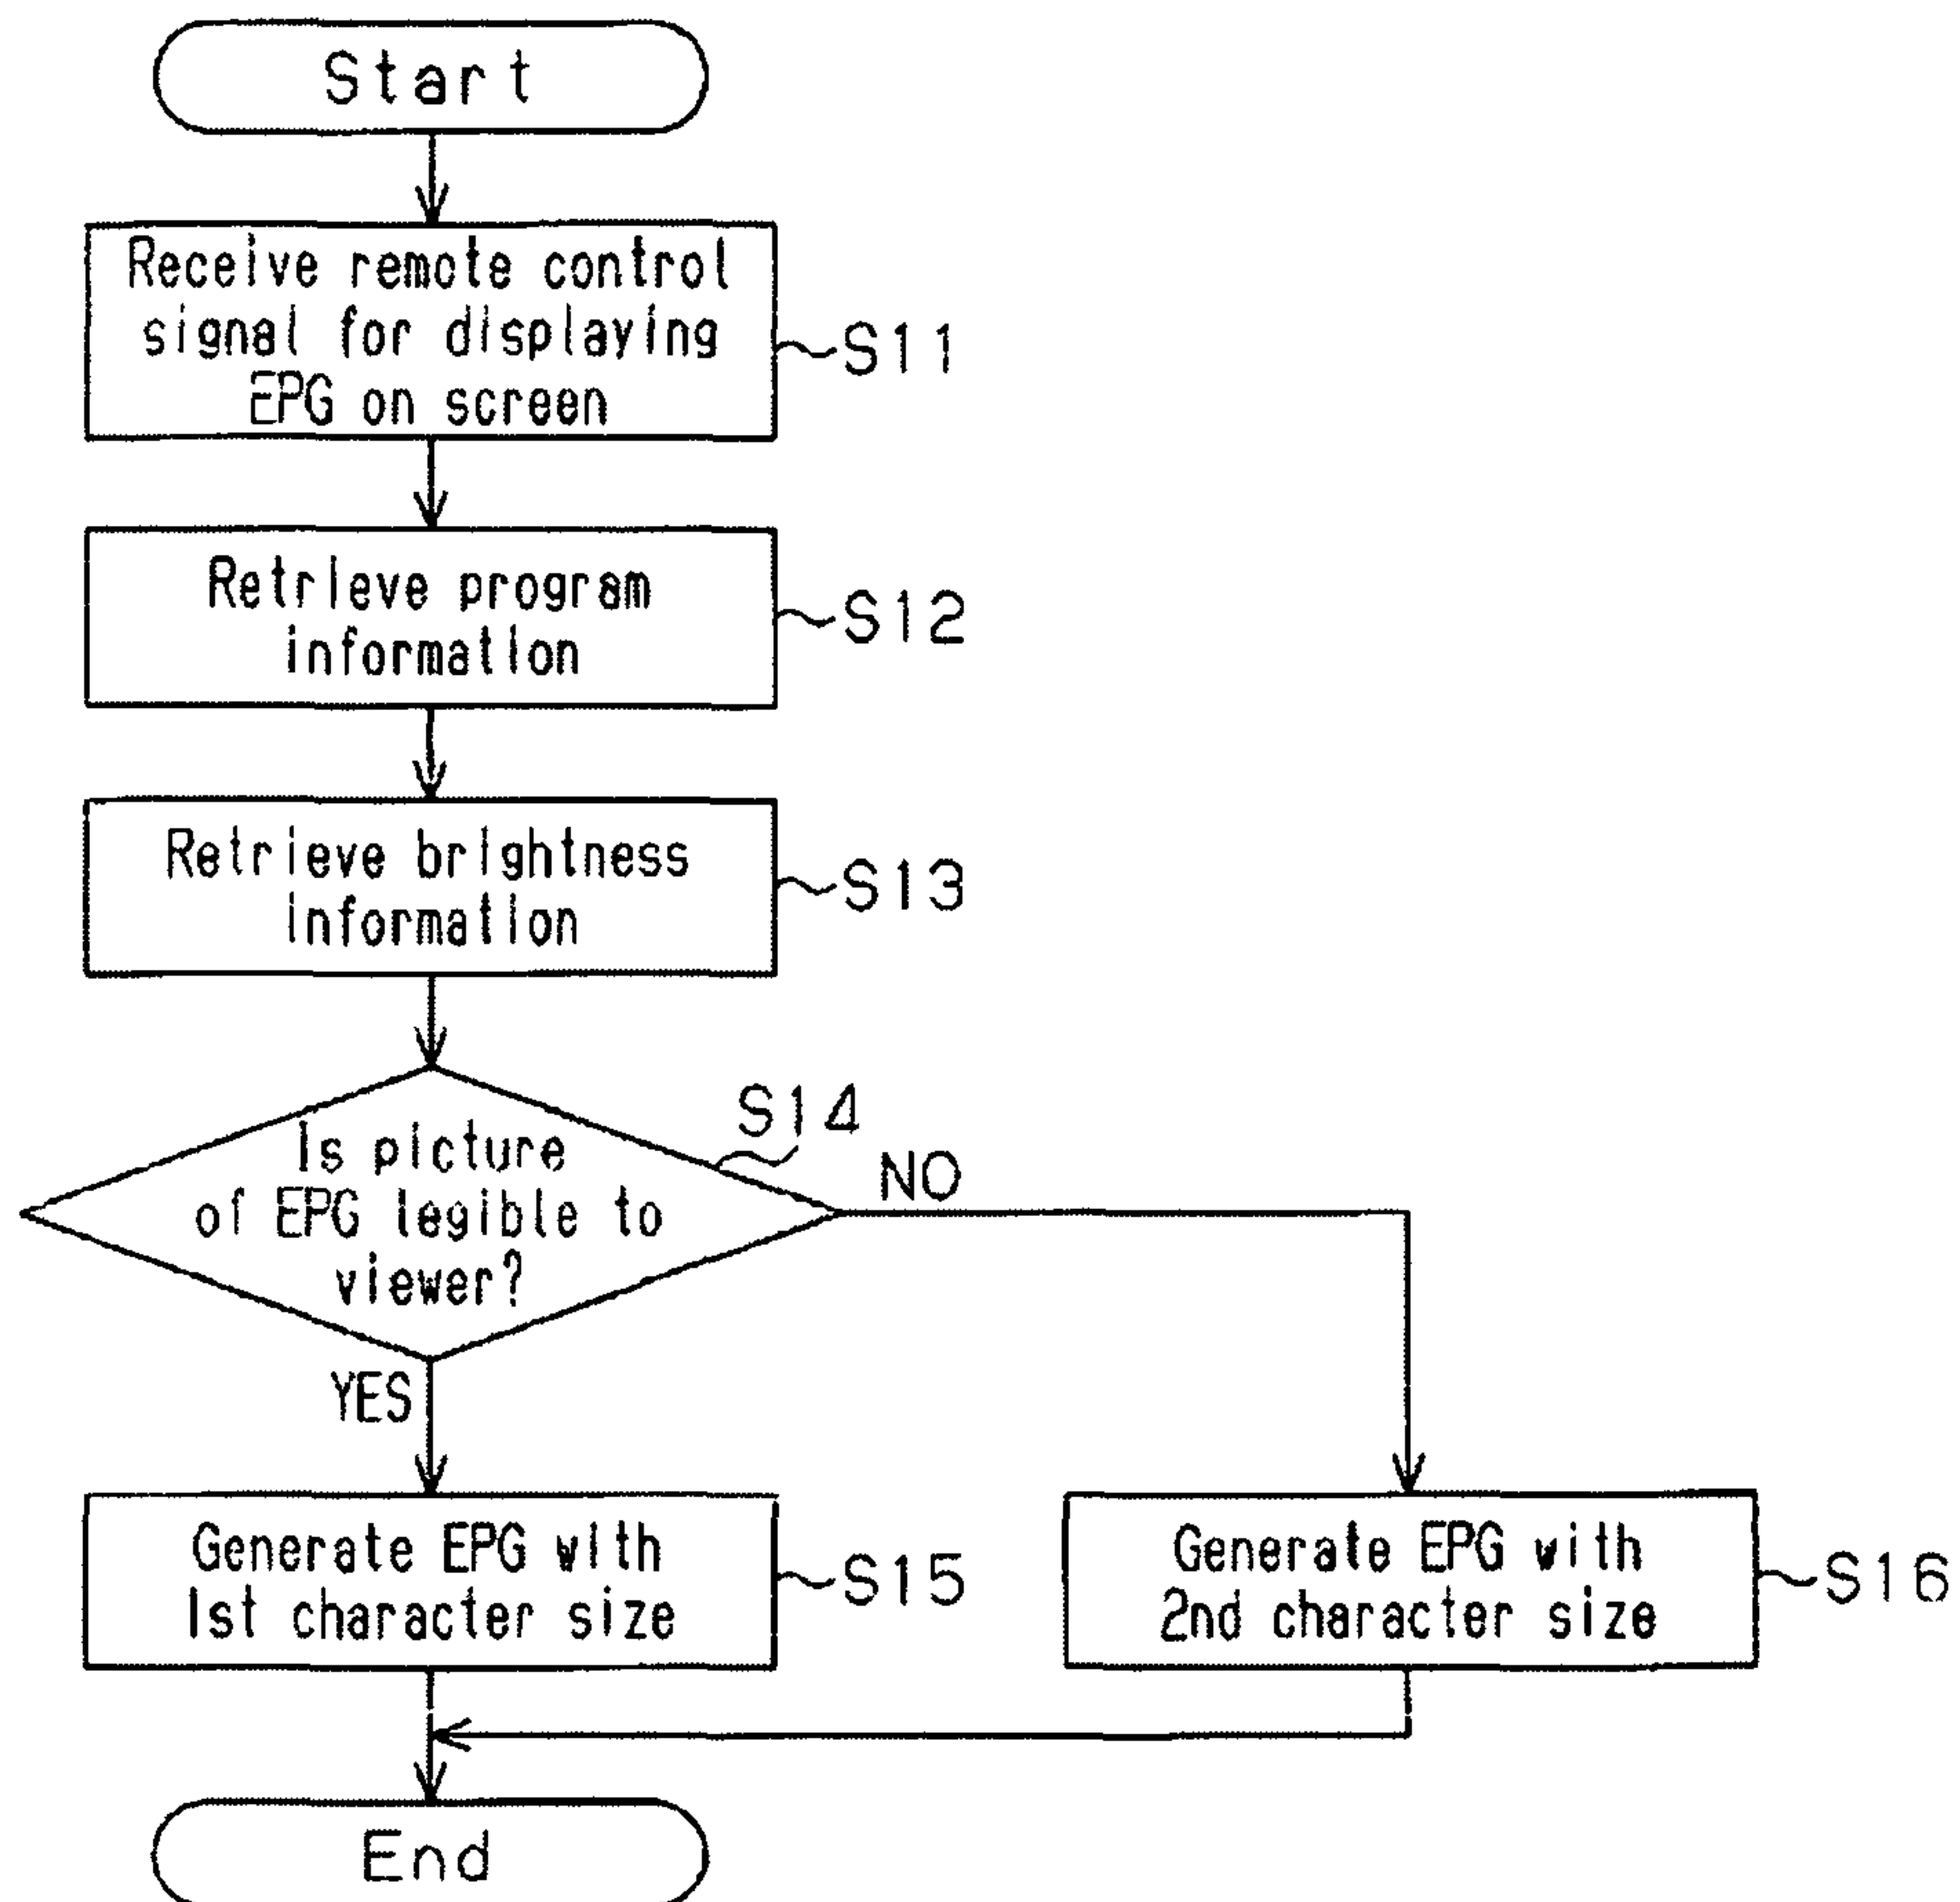 Start
Receive remote control
signal for displaying
EPG on screen
S11
Retrieve program
information
S12
Retrieve brightness
information
S13
S14
Is picture
of EPG legible to
viewer?
NO
YES
Generate EPG with
1st character size
S15
Generate EPG with
2nd character size
S16
End